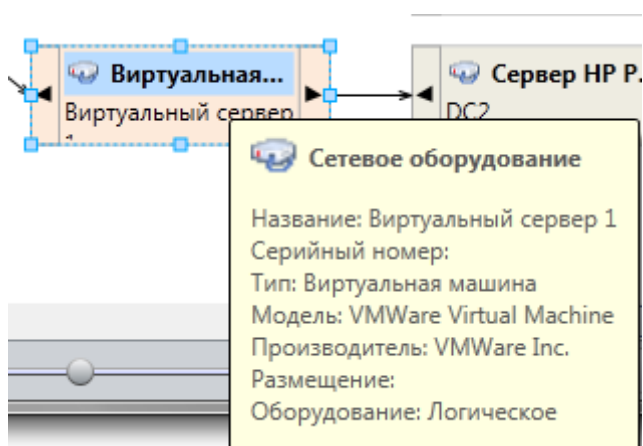 Виртуальная...
Виртуальный сервер
Сервер HP P.
DC2
Сетевое оборудование
Название: Виртуальный сервер 1
Серийный номер:
Тип: Виртуальная машина
Модель: VMWare Virtual Machine
Производитель: VMWare Inc.
Размещение:
Оборудование: Логическое